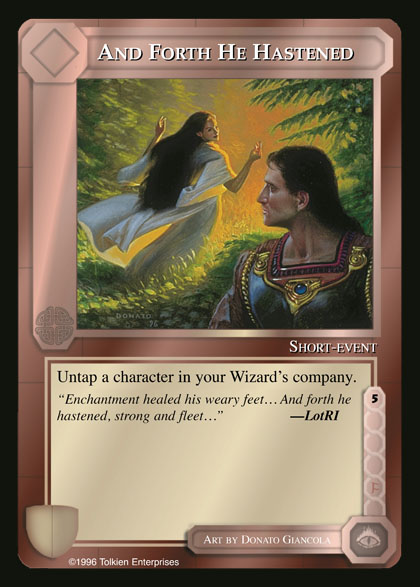 And Forth He Hastened
DONATO
Short-event
Untap a character in your Wizard's company.
“Enchantment healed his weary feet… And forth he
hastened, strong and fleet…” —LotRI
5
Art by Donato Giancola
©1996 Tolkien Enterprises